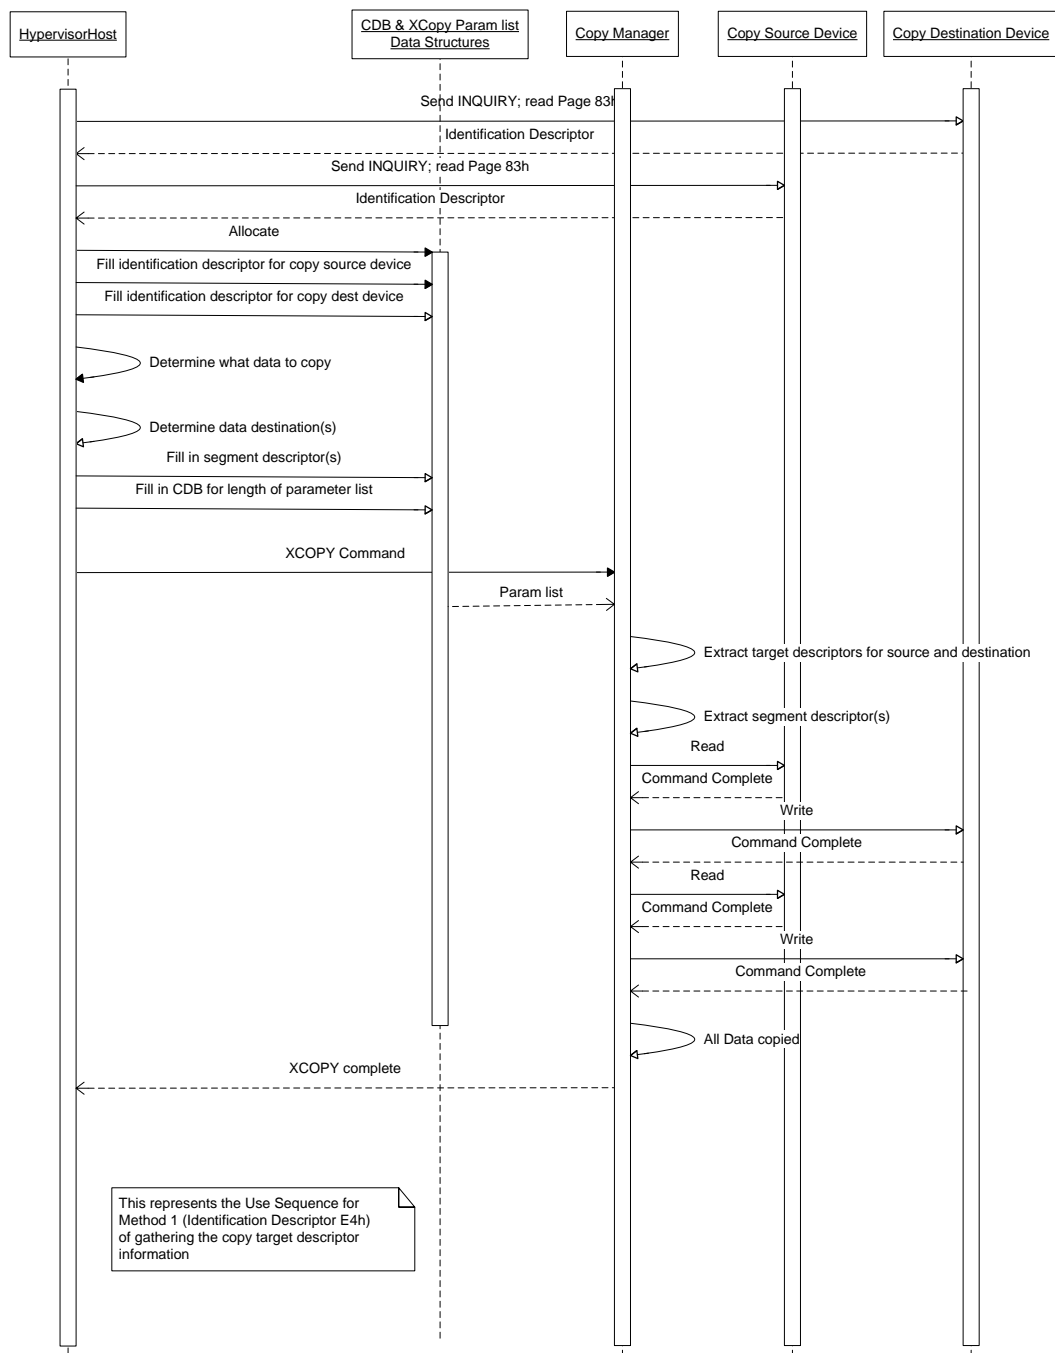 HypervisorHost
CDB & XCopy Param list
Data Structures
Copy Manager
Copy Source Device
Copy Destination Device
Send INQUIRY; read Page 83h
Identification Descriptor
Send INQUIRY; read Page 83h
Identification Descriptor
Allocate
Fill identification descriptor for copy source device
Fill identification descriptor for copy dest device
Determine what data to copy
Determine data destination(s)
Fill in segment descriptor(s)
Fill in CDB for length of parameter list
XCOPY Command
Param list
Extract target descriptors for source and destination
Extract segment descriptor(s)
Read
Command Complete
Write
Command Complete
Read
Command Complete
Write
Command Complete
All Data copied
XCOPY complete
This represents the Use Sequence for
Method 1 (Identification Descriptor E4h)
of gathering the copy target descriptor
information